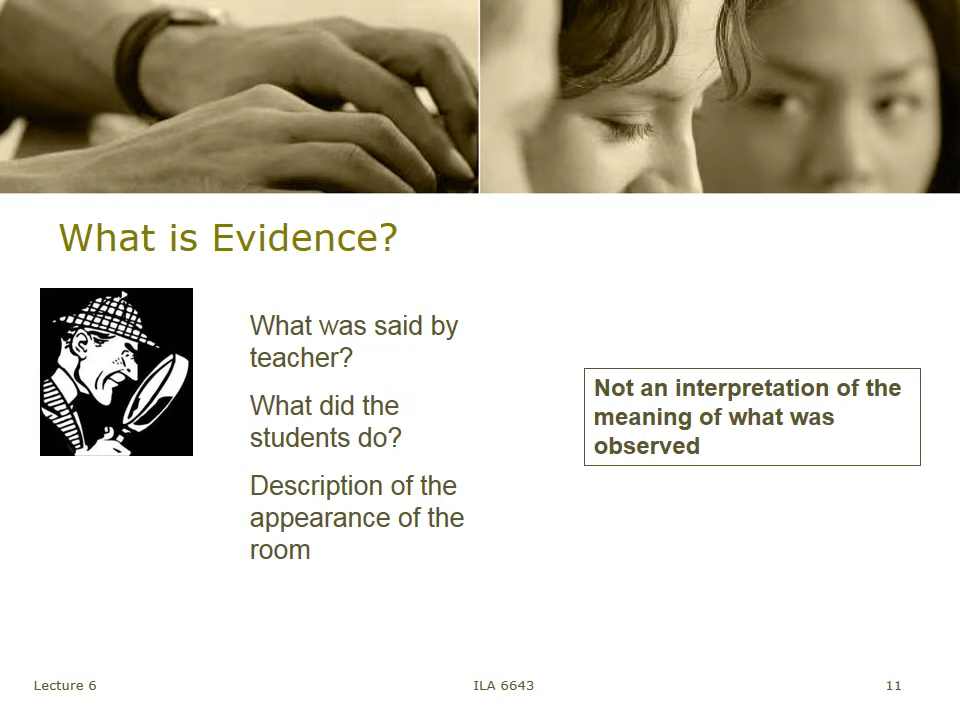 What is Evidence?
What was said by
teacher?
What did the
students do?
Description of the
appearance of the
room
Not an interpretation of the
meaning of what was
observed
Lecture 6
ILA 6643
11